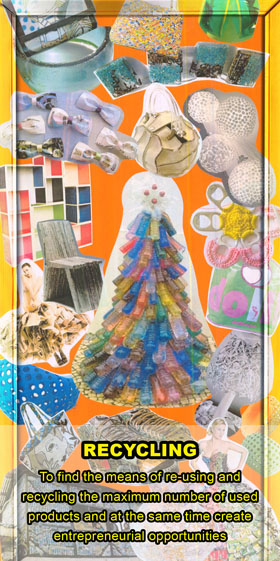 RECYCLING
To find the means of re-using and
recycling the maximum number of used
products and at the same time create
entrepreneurial opportunities